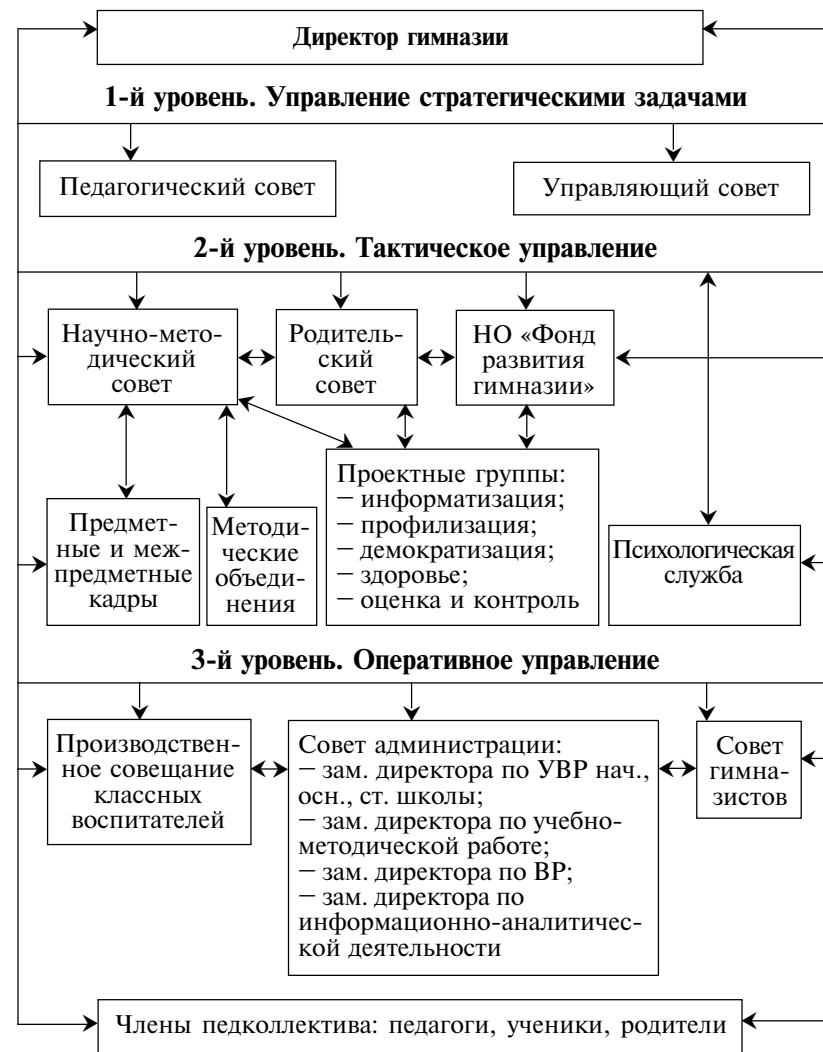 Директор гимназии
1-й уровень. Управление стратегическими задачами
Педагогический совет
Управляющий совет
2-й уровень. Тактическое управление
Научно-мето-
дический
совет
Родитель-
ский
совет
НО «Фонд
развития
гимназии»
Предмет-
ные и меж-
предметные
кадры
Методи-
ческие
объеди-
нения
Проектные группы:
– информатизация;
– профилизация;
– демократизация;
– здоровье;
– оценка и контроль
Психологическая
служба
3-й уровень. Оперативное управление
Производствен-
ное совещание
классных
воспитателей
Совет администрации:
– зам. директора по УВР нач.,
осн., ст. школы;
– зам. директора по учебно-
методической работе;
– зам. директора по ВР;
– зам. директора по
информационно-аналитичес-
кой деятельности
Совет
гимна-
зистов
Члены педколлектива: педагоги, ученики, родители